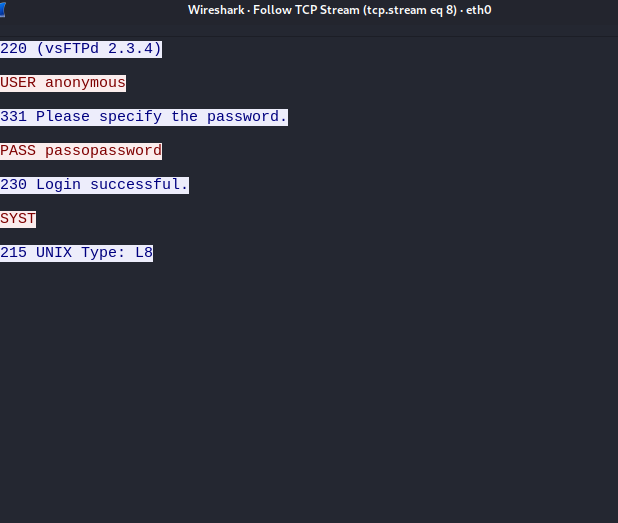 Wireshark · Follow TCP Stream (tcp.stream eq 8) · eth0
220 (vsFTPd 2.3.4)
USER anonymous
331 Please specify the password.
PASS passopassword
230 Login successful.
SYST
215 UNIX Type: L8